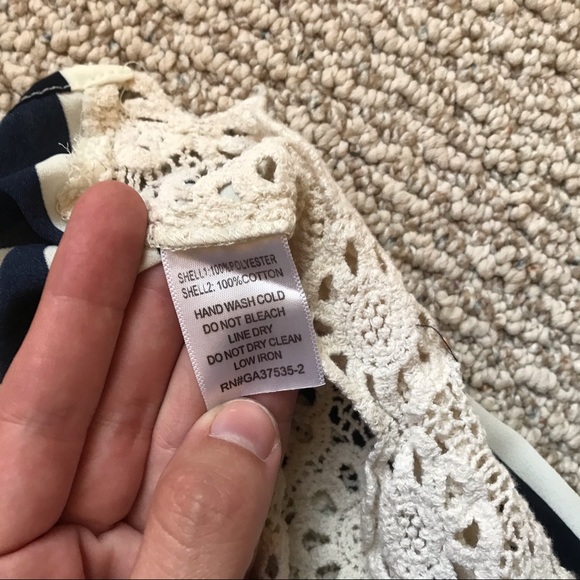 SHELL1:100%POLYESTER
SHELL2: 100%COTTON
HAND WASH COLD
DO NOT BLEACH
LINE DRY
DO NOT DRY CLEAN
LOW IRON
RN#GA37535-2